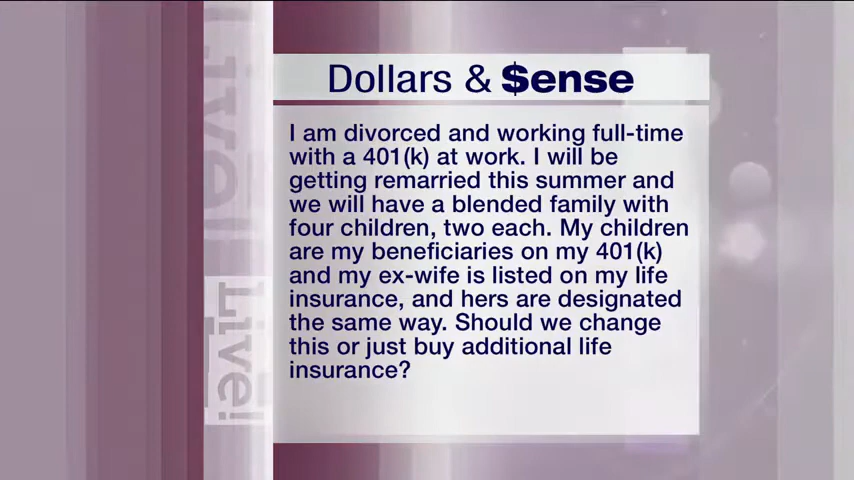 Dollars & $ense
I am divorced and working full-time
with a 401(k) at work. I will be
getting remarried this summer and
we will have a blended family with
four children, two each. My children
are my beneficiaries on my 401(k)
and my ex-wife is listed on my life
insurance, and hers are designated
the same way. Should we change
this or just buy additional life
insurance?
Live!
Live!